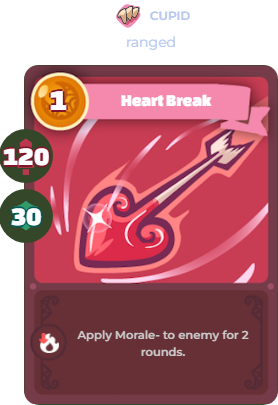 CUPID
ranged
1
Heart Break
120
30
Apply Morale- to enemy for 2
rounds.